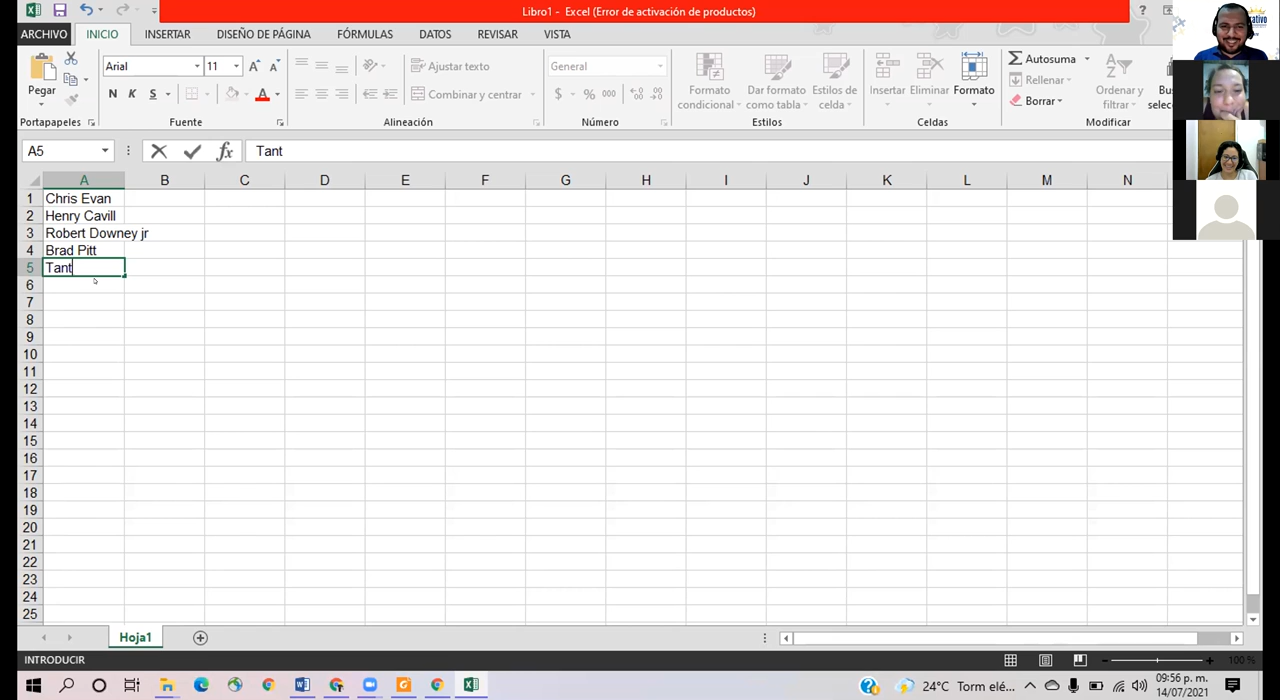 Libro1 - Excel (Error de activación de productos)
ARCHIVO INICIO INSERTAR DISEÑO DE PÁGINA FÓRMULAS DATOS REVISAR VISTA
Pegar
Portapapeles
Arial 11
N K S
Fuente
Ajustar texto
Combinar y centrar
Alineación
General
$ % 000
Número
Formato condicional
Dar formato como tabla
Estilos de celda
Estilos
Insertar Eliminar Formato
Celdas
Autosuma
Rellenar
Borrar
Ordenar y filtrar
Modificar
A5 fx Tant
A B C D E F G H I J K L M N
1 Chris Evan
2 Henry Cavill
3 Robert Downey jr
4 Brad Pitt
5 Tant
6
7
8
9
10
11
12
13
14
15
16
17
18
19
20
21
22
23
24
25
Hoja1
INTRODUCIR 100 %
24°C Torm elé... 09:56 p. m.
14/07/2021